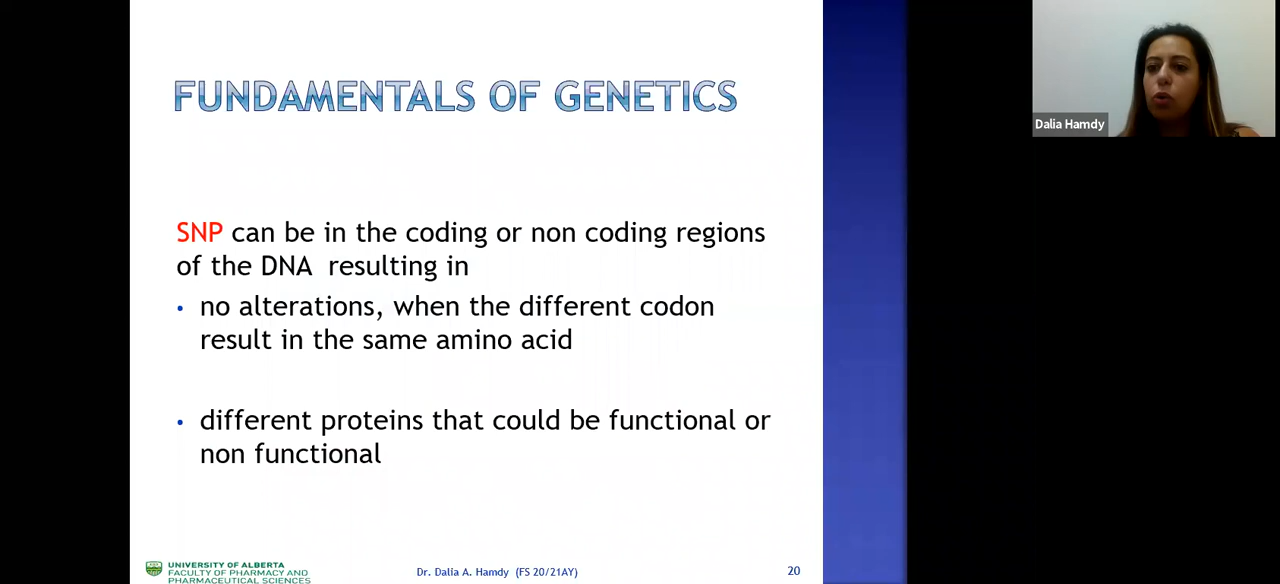 FUNDAMENTALS OF GENETICS
Dalia Hamdy
SNP can be in the coding or non coding regions
of the DNA resulting in
• no alterations, when the different codon
result in the same amino acid
• different proteins that could be functional or
non functional
UNIVERSITY OF ALBERTA
FACULTY OF PHARMACY AND
PHARMACEUTICAL SCIENCES
Dr. Dalia A. Hamdy (FS 20/21AY)
20